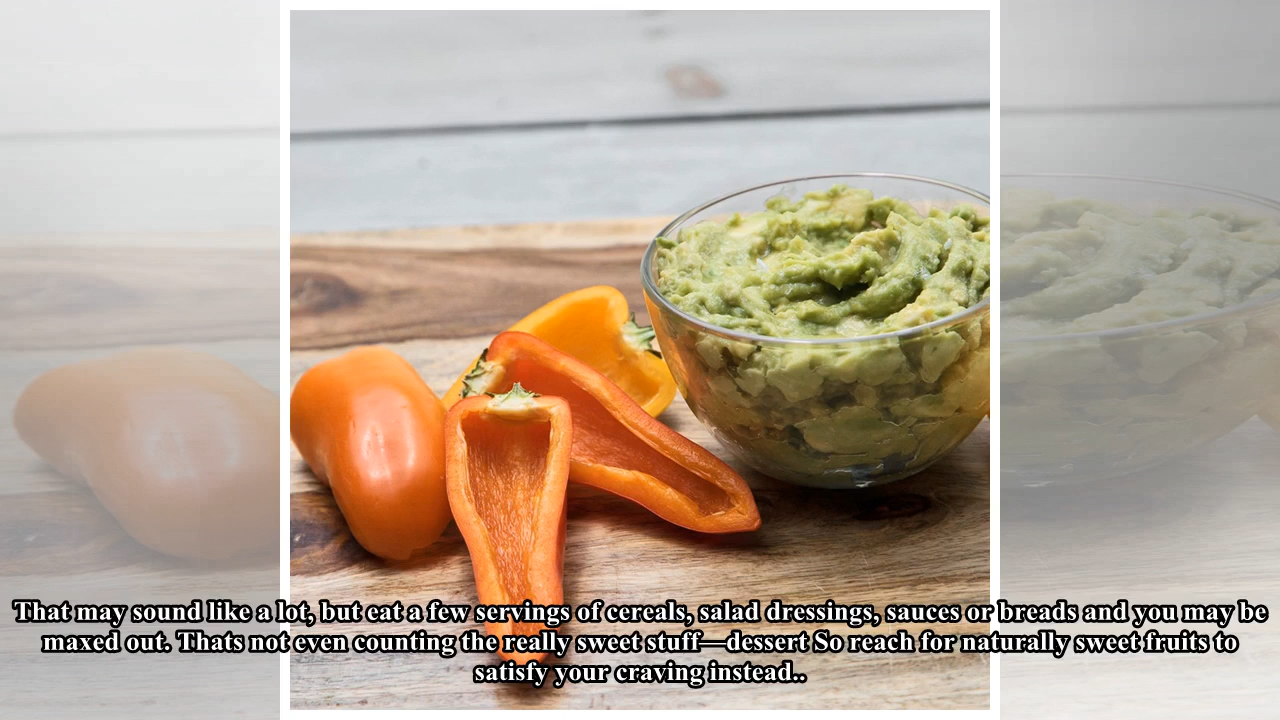 That may sound like a lot, but eat a few servings of cereals, salad dressings, sauces or breads and you may be
maxed out. Thats not even counting the really sweet stuff—dessert So reach for naturally sweet fruits to
satisfy your craving instead..